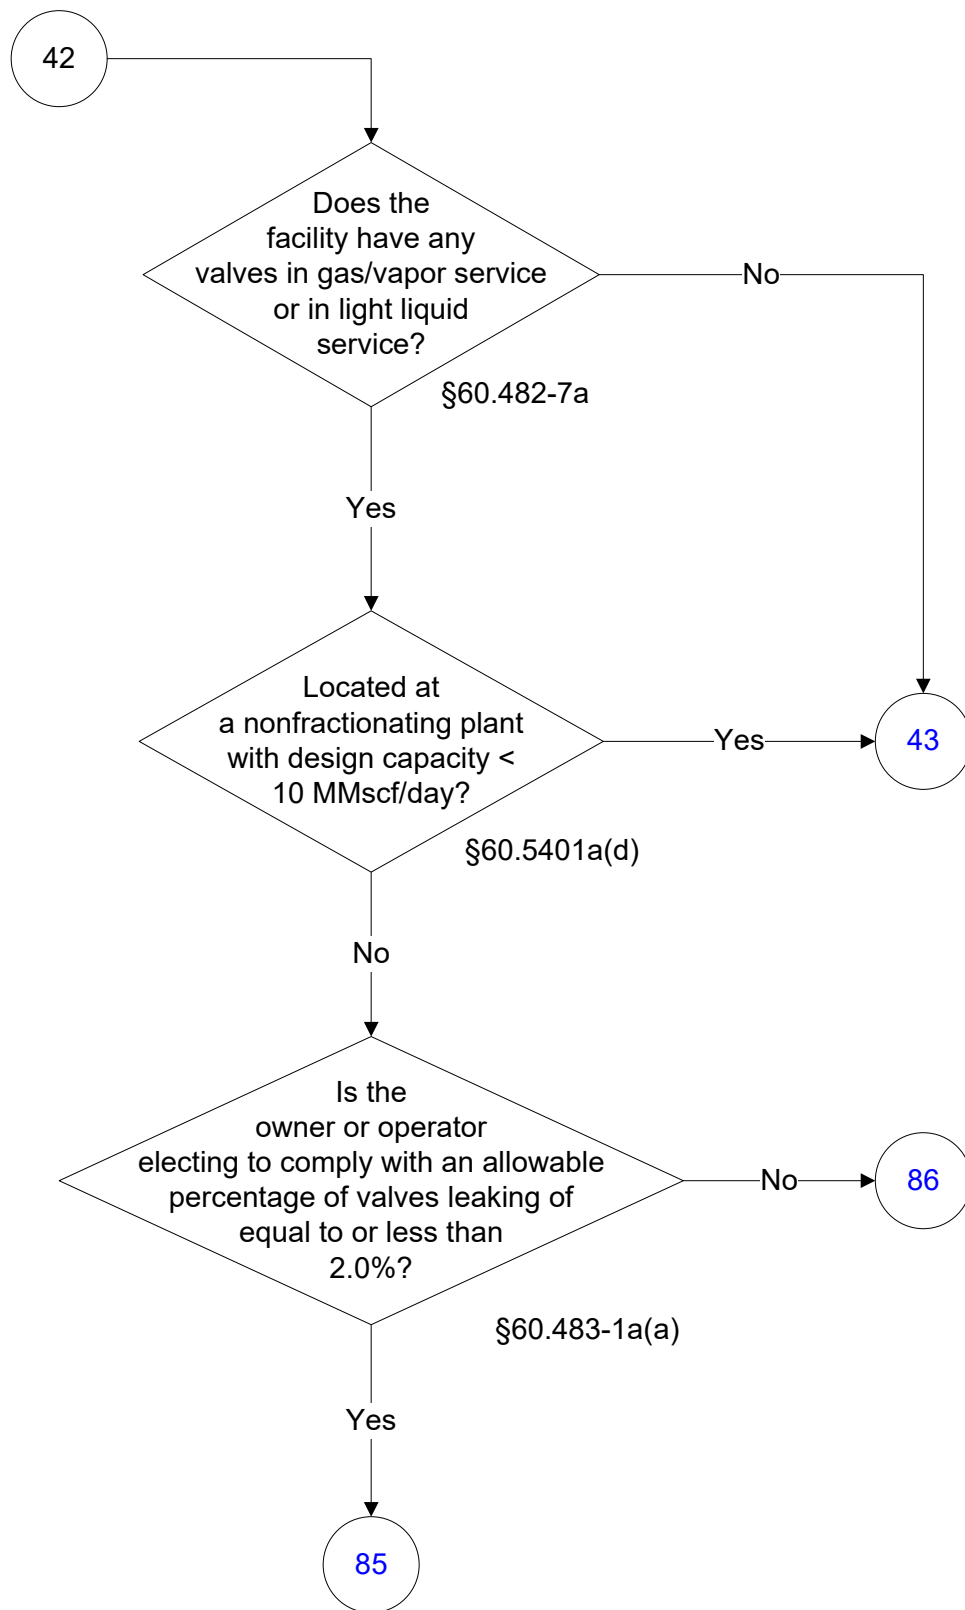 42
Does the
facility have any
valves in gas/vapor service
or in light liquid
service?
No
§60.482-7a
Yes
Located at
a nonfractionating plant
with design capacity <
10 MMscf/day?
Yes
43
§60.5401a(d)
No
Is the
owner or operator
electing to comply with an allowable
percentage of valves leaking of
equal to or less than
2.0%?
No
86
§60.483-1a(a)
Yes
85